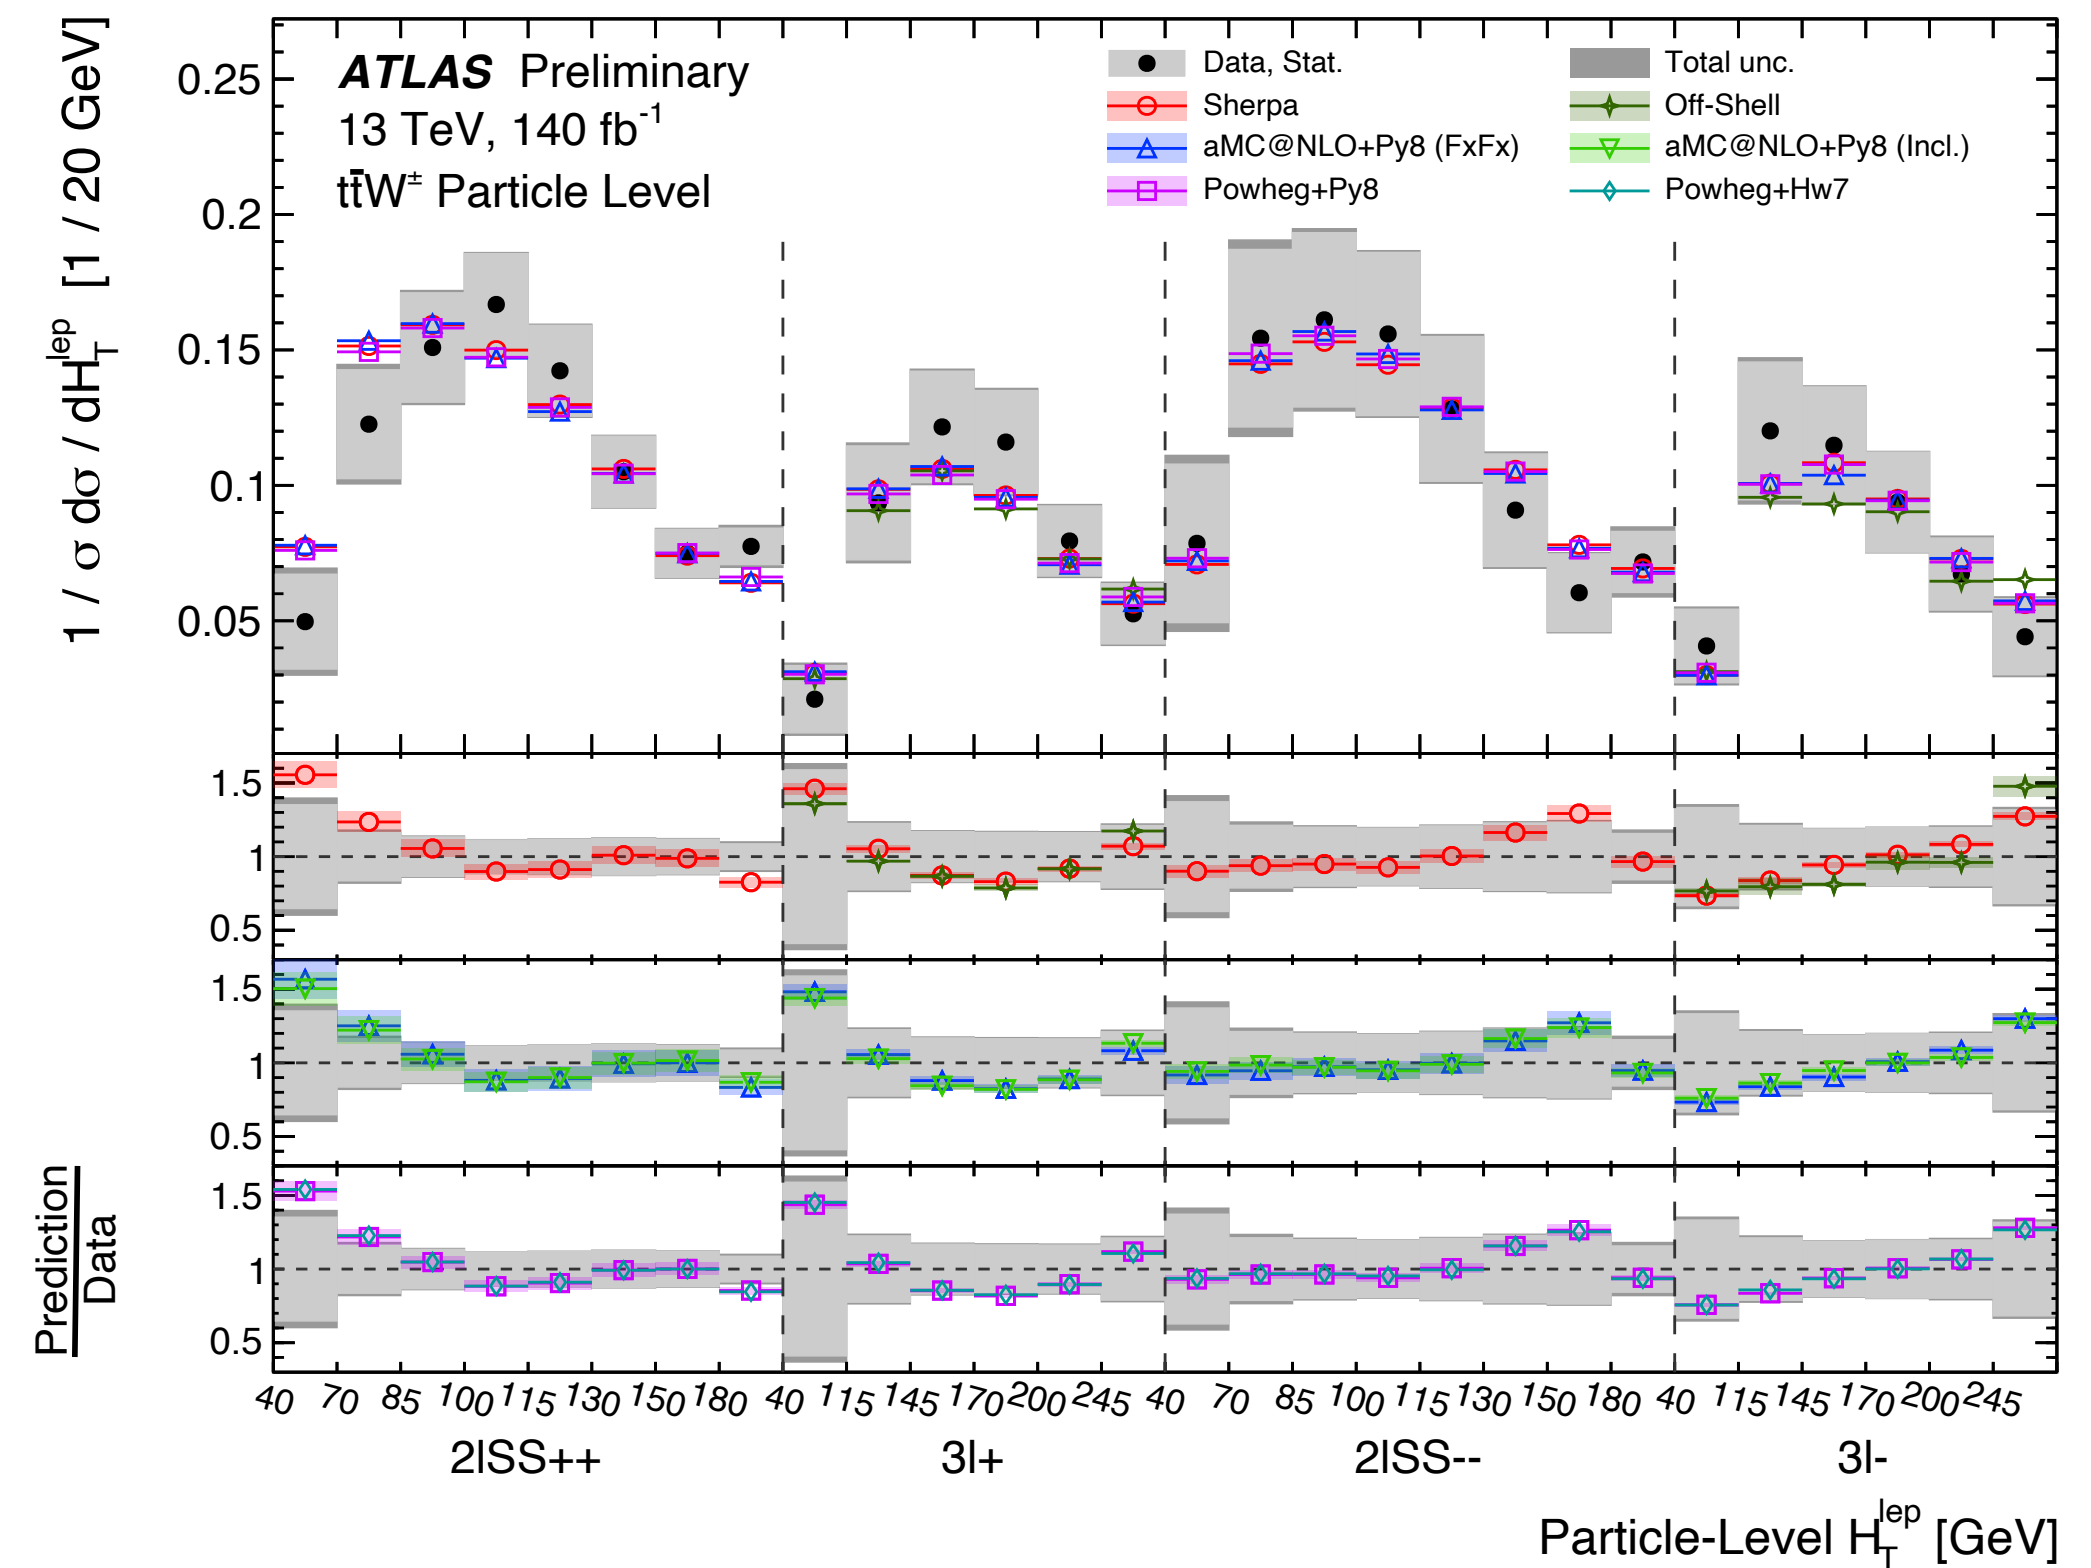 ATLAS Preliminary
13 TeV, 140 fb-1
tt̄W± Particle Level
Data, Stat.
Total unc.
Sherpa
Off-Shell
aMC@NLO+Py8 (FxFx)
aMC@NLO+Py8 (Incl.)
Powheg+Py8
Powheg+Hw7
1 / σ dσ / dH_T^lep [1 / 20 GeV]
0.25
0.2
0.15
0.1
0.05
1.5
1
0.5
1.5
1
0.5
1.5
1
0.5
Prediction
Data
40 70 85 100 115 130 150 180 40 115 145 170 200 245 40 70 85 100 115 130 150 180 40 115 145 170 200 245
2lSS++ 3l+ 2lSS-- 3l-
Particle-Level H_T^lep [GeV]